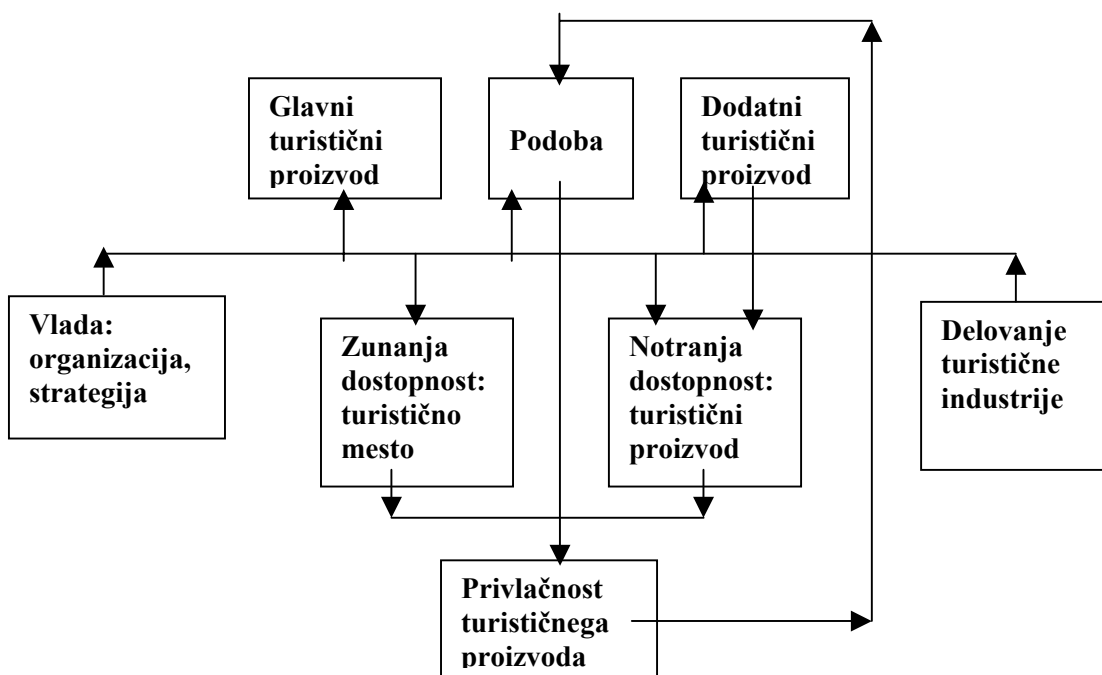 Glavni
turistični
proizvod
Podoba
Dodatni
turistični
proizvod
Vlada:
organizacija,
strategija
Zunanja
dostopnost:
turistično
mesto
Notranja
dostopnost:
turistični
proizvod
Delovanje
turistične
industrije
Privlačnost
turističnega
proizvoda